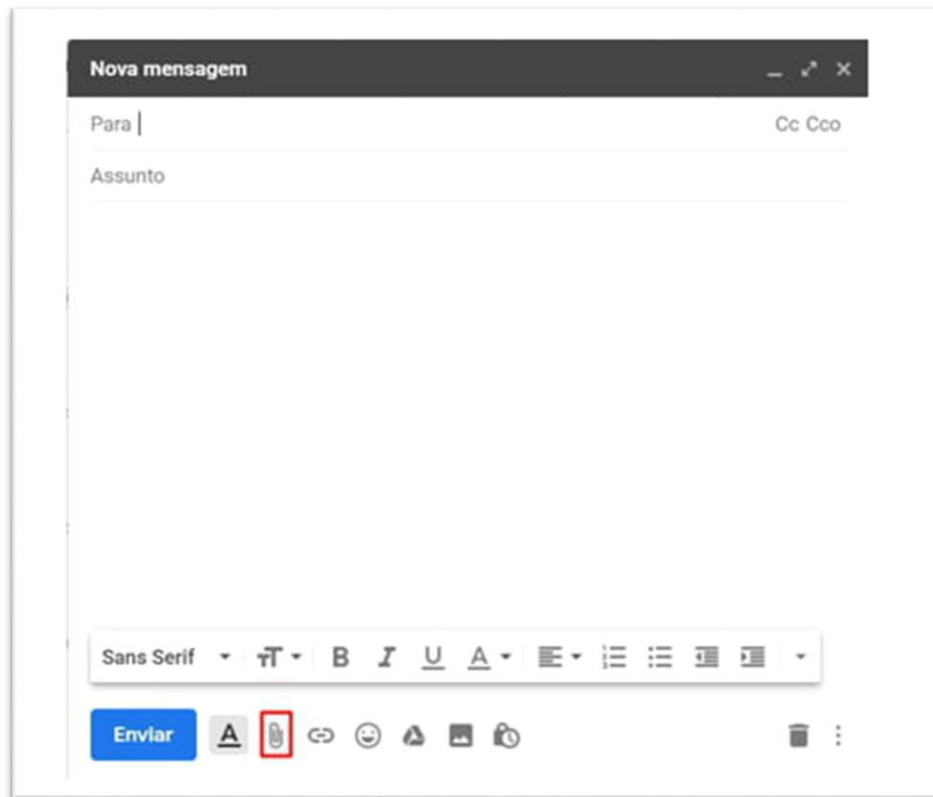 Nova mensagem
Para
Cc Cco
Assunto
Sans Serif
Enviar